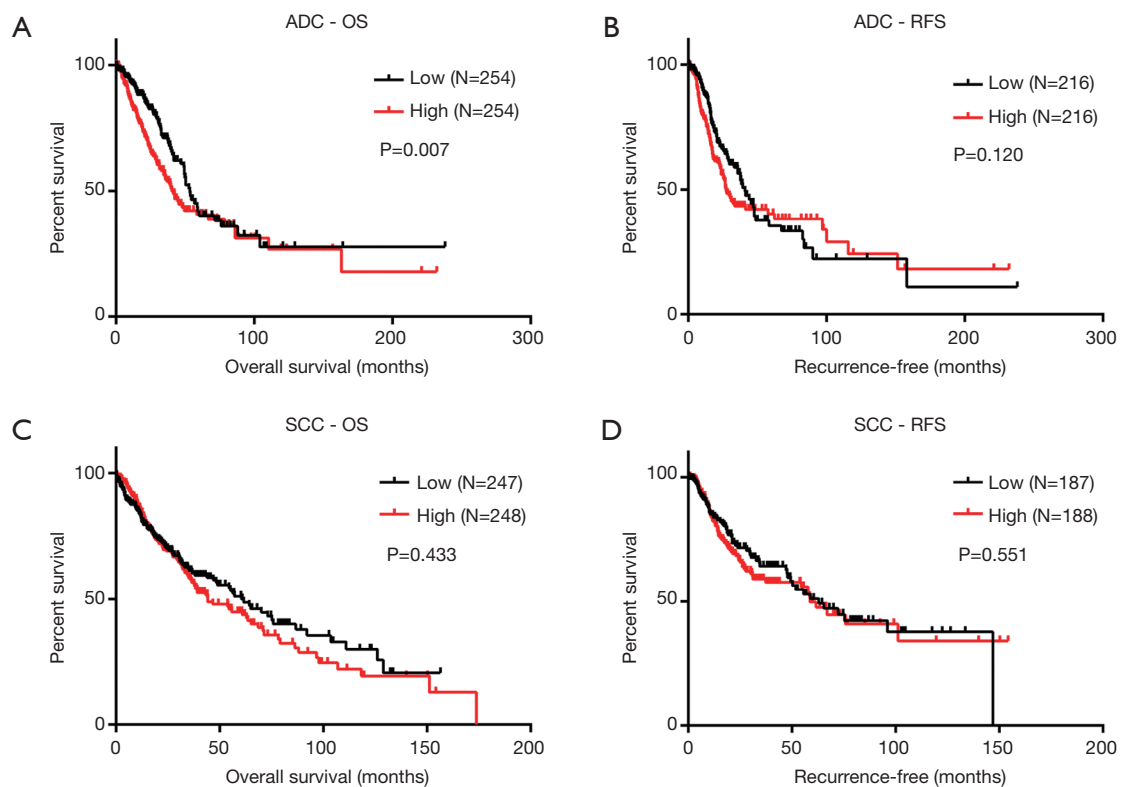 A
ADC - OS
100
50
0
Percent survival
Low (N=254)
High (N=254)
P=0.007
0
100
200
300
Overall survival (months)
B
ADC - RFS
100
50
0
Percent survival
Low (N=216)
High (N=216)
P=0.120
0
100
200
300
Recurrence-free (months)
C
SCC - OS
100
50
0
Percent survival
Low (N=247)
High (N=248)
P=0.433
0
50
100
150
200
Overall survival (months)
D
SCC - RFS
100
50
0
Percent survival
Low (N=187)
High (N=188)
P=0.551
0
50
100
150
200
Recurrence-free (months)